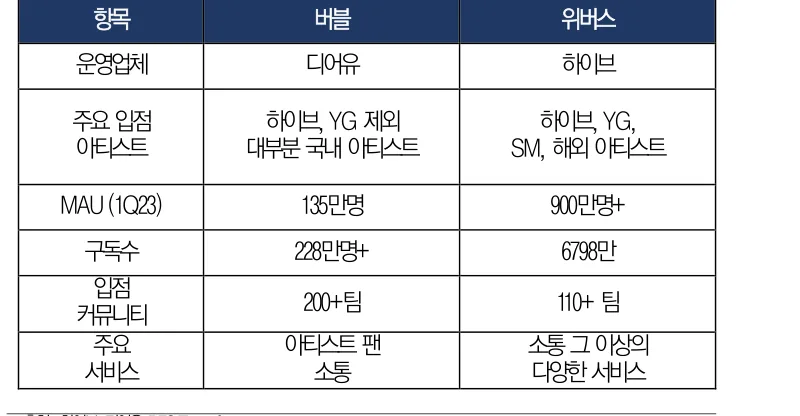 항목 버블 위버스
운영업체 디어유 하이브
주요 입점
아티스트
하이브, YG 제외
대부분 국내 아티스트
하이브, YG,
SM, 해외 아티스트
MAU (1Q23) 135만명 900만명+
구독수 228만명+ 6798만
입점
커뮤니티
200+팀 110+ 팀
주요
서비스
아티스트 팬
소통
소통 그 이상의
다양한 서비스